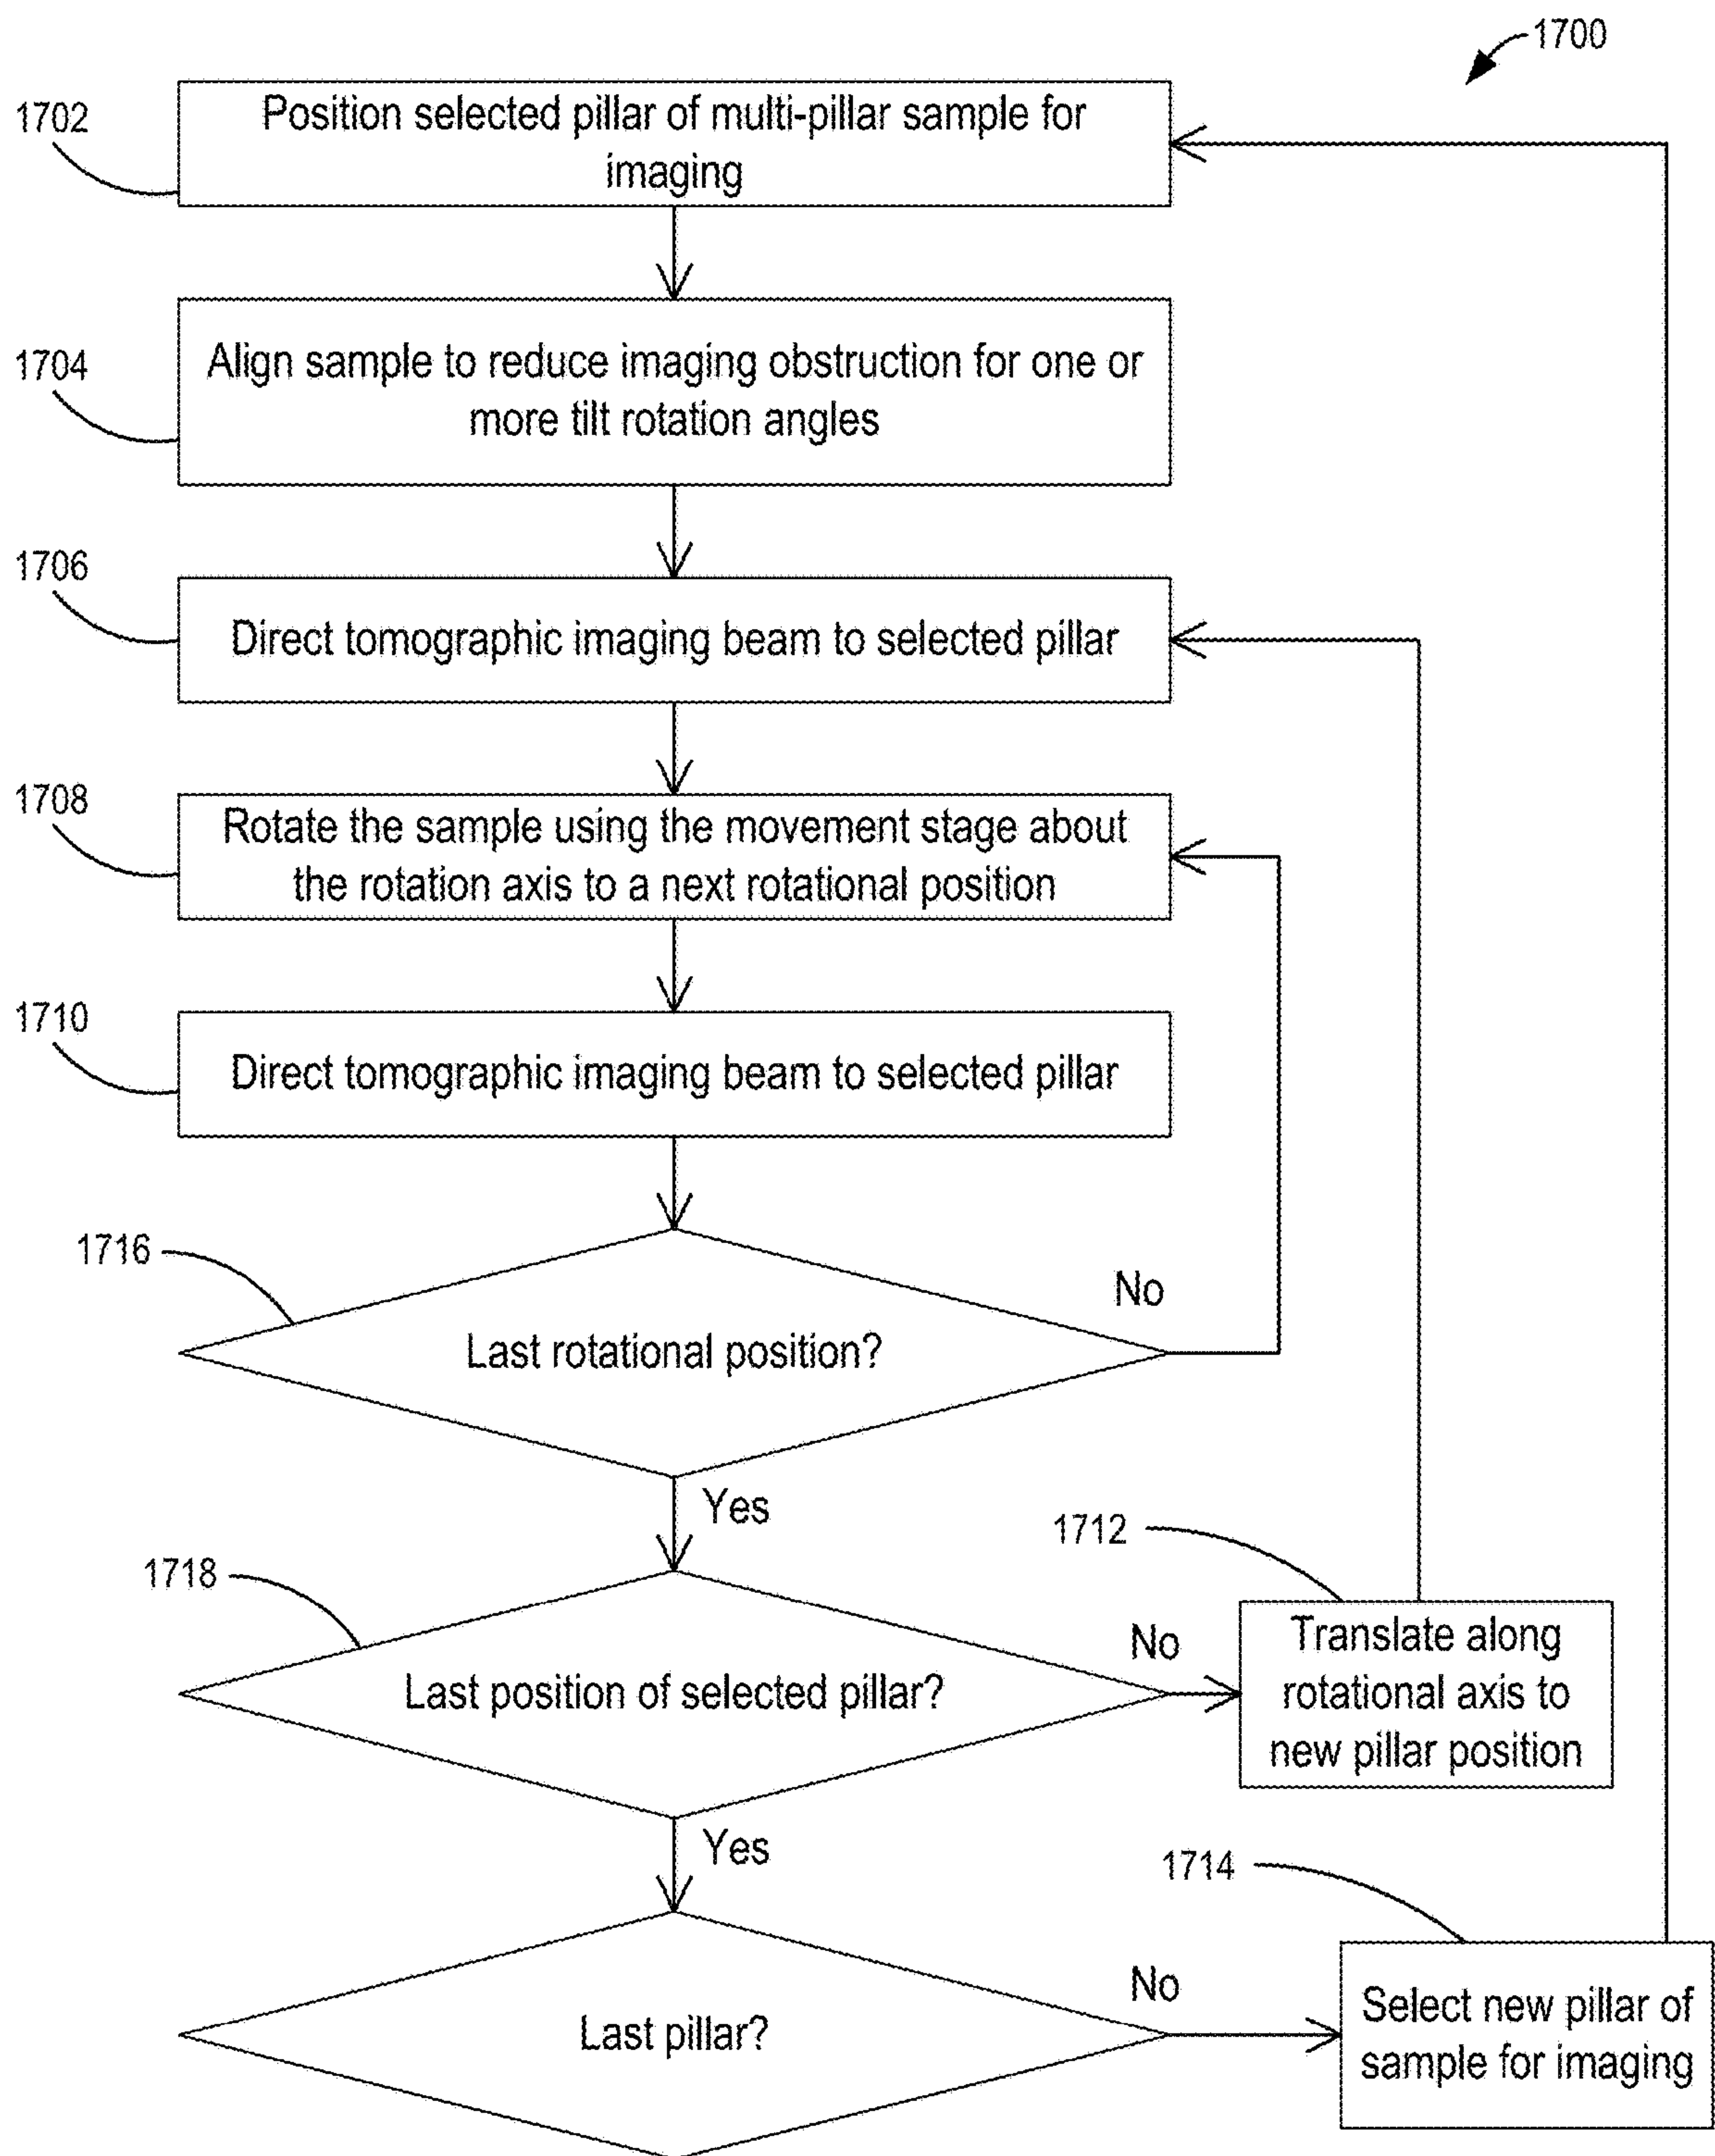 1700
1702
Position selected pillar of multi-pillar sample for
imaging
1704
Align sample to reduce imaging obstruction for one or
more tilt rotation angles
1706
Direct tomographic imaging beam to selected pillar
1708
Rotate the sample using the movement stage about
the rotation axis to a next rotational position
1710
Direct tomographic imaging beam to selected pillar
1716
No
Last rotational position?
Yes
1712
1718
No
Translate along
rotational axis to
new pillar position
Last position of selected pillar?
Yes
1714
No
Last pillar?
Select new pillar of
sample for imaging